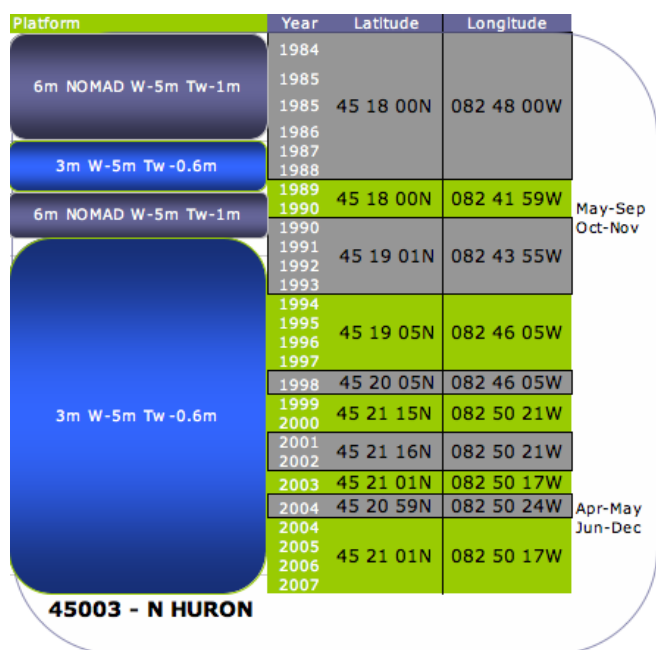 Platform Year Latitude Longitude
1984
1985
6m NOMAD W-5m Tw-1m
1985 45 18 00N 082 48 00W
1986
1987
3m W-5m Tw-0.6m
1988
1989
45 18 00N 082 41 59W
1990 May-Sep
6m NOMAD W-5m Tw-1m
1990 Oct-Nov
1991
45 19 01N 082 43 55W
1992
1993
1994
1995
45 19 05N 082 46 05W
1996
1997
1998 45 20 05N 082 46 05W
1999
3m W-5m Tw-0.6m 45 21 15N 082 50 21W
2000
2001
45 21 16N 082 50 21W
2002
2003 45 21 01N 082 50 17W
2004 45 20 59N 082 50 24W Apr-May
2004 Jun-Dec
2005
45 21 01N 082 50 17W
2006
2007
45003 - N HURON